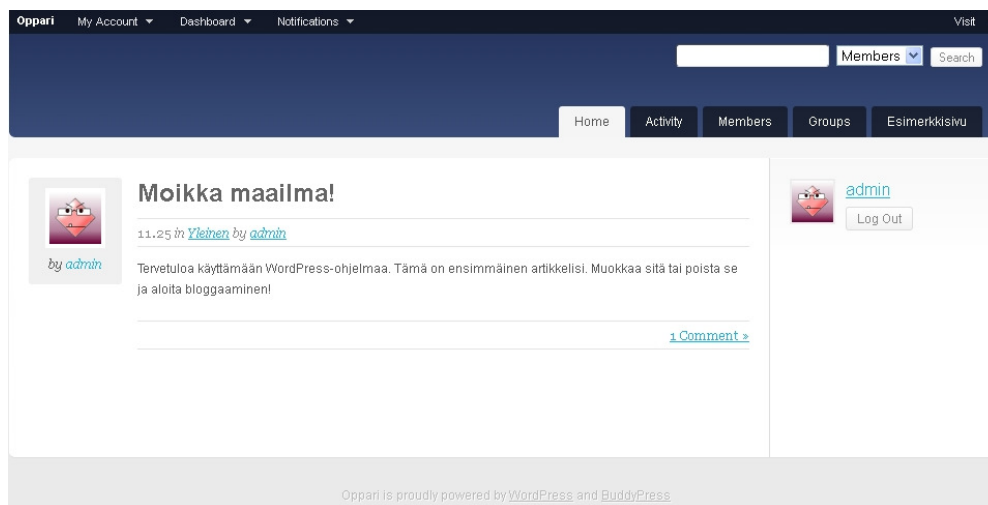 Oppari My Account Dashboard Notifications Visit
Members Search
Home Activity Members Groups Esimerkkisivu
Moikka maailma!
11.25 in Yleinen by admin
by admin
Tervetuloa käyttämään WordPress-ohjelmaa. Tämä on ensimmäinen artikkelisi. Muokkaa sitä tai poista se
ja aloita bloggaaminen!
1 Comment »
admin
Log Out
Oppari is proudly powered by WordPress and BuddyPress